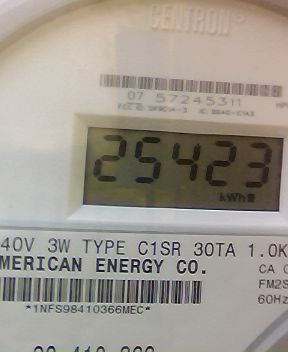 CENTRON®
07 57245311
25423
kWh
40V 3W TYPE C1SR 30TA 1.0K
MERICAN ENERGY CO.
CA
FM2S
60Hz
*1NFS98410366MEC*